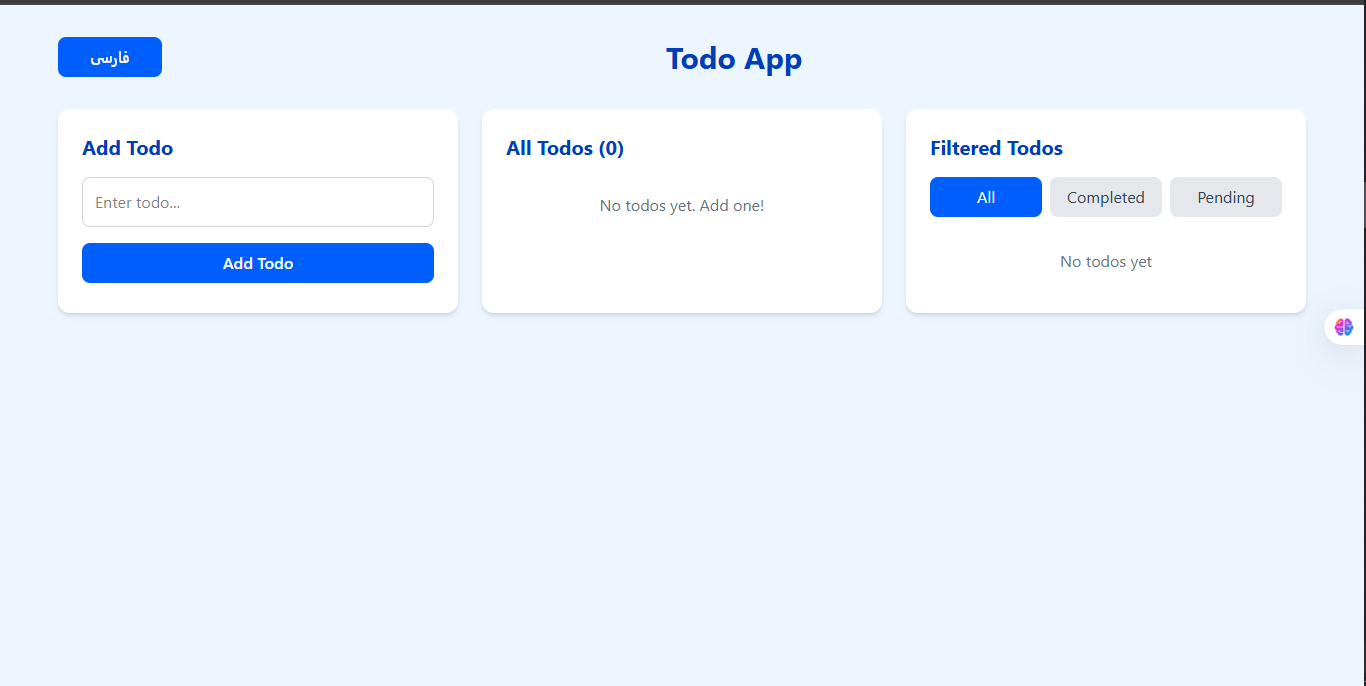 فارسی
Todo App
Add Todo
Enter todo...
Add Todo
All Todos (0)
No todos yet. Add one!
Filtered Todos
All
Completed
Pending
No todos yet